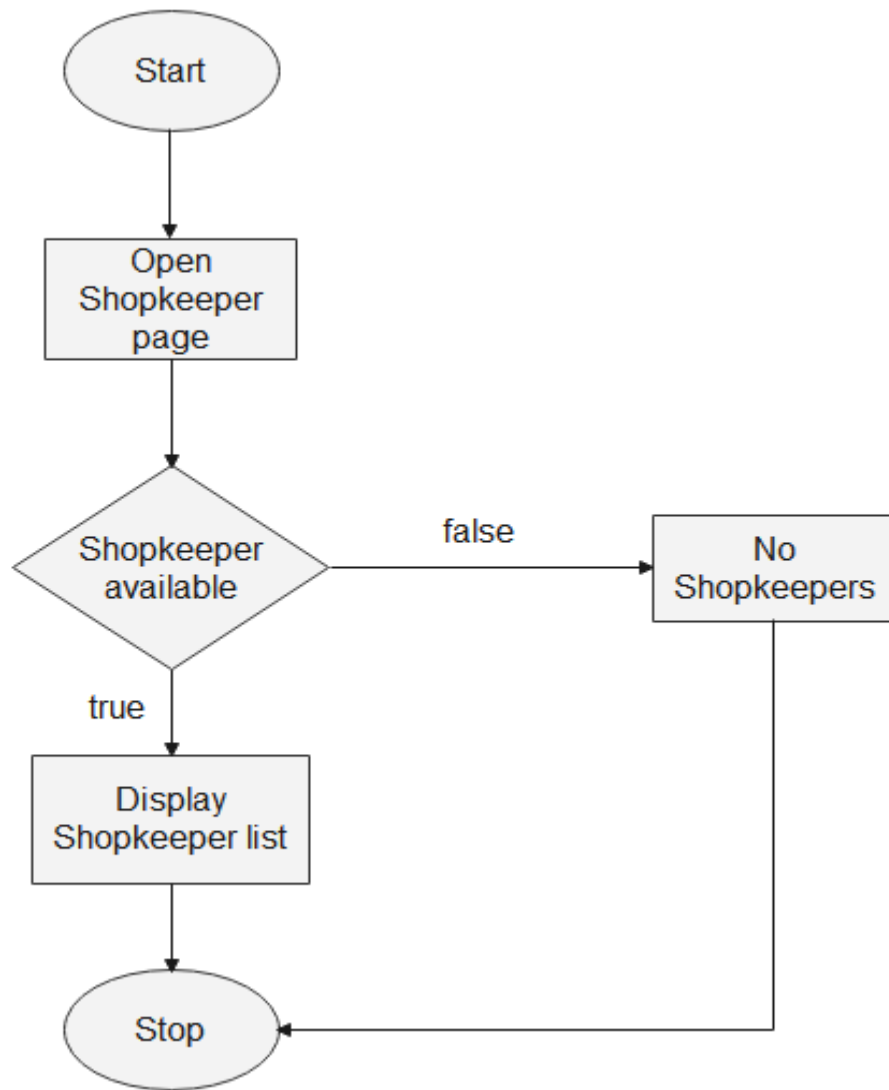 Start
Open
Shopkeeper
page
Shopkeeper
available
false
No
Shopkeepers
true
Display
Shopkeeper list
Stop